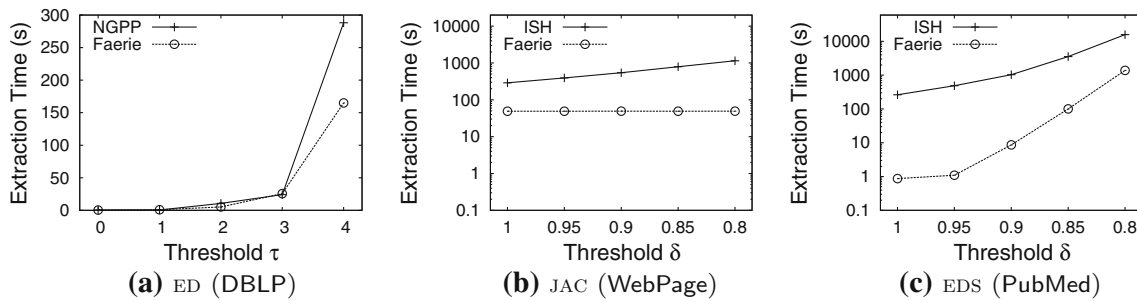 Extraction Time (s)
300
250
200
150
100
50
0
NGPP
Faerie
0 1 2 3 4
Threshold τ
(a) ED (DBLP)
Extraction Time (s)
10000
1000
100
10
1
0.1
ISH
Faerie
1 0.95 0.9 0.85 0.8
Threshold δ
(b) JAC (WebPage)
Extraction Time (s)
10000
1000
100
10
1
0.1
ISH
Faerie
1 0.95 0.9 0.85 0.8
Threshold δ
(c) EDS (PubMed)